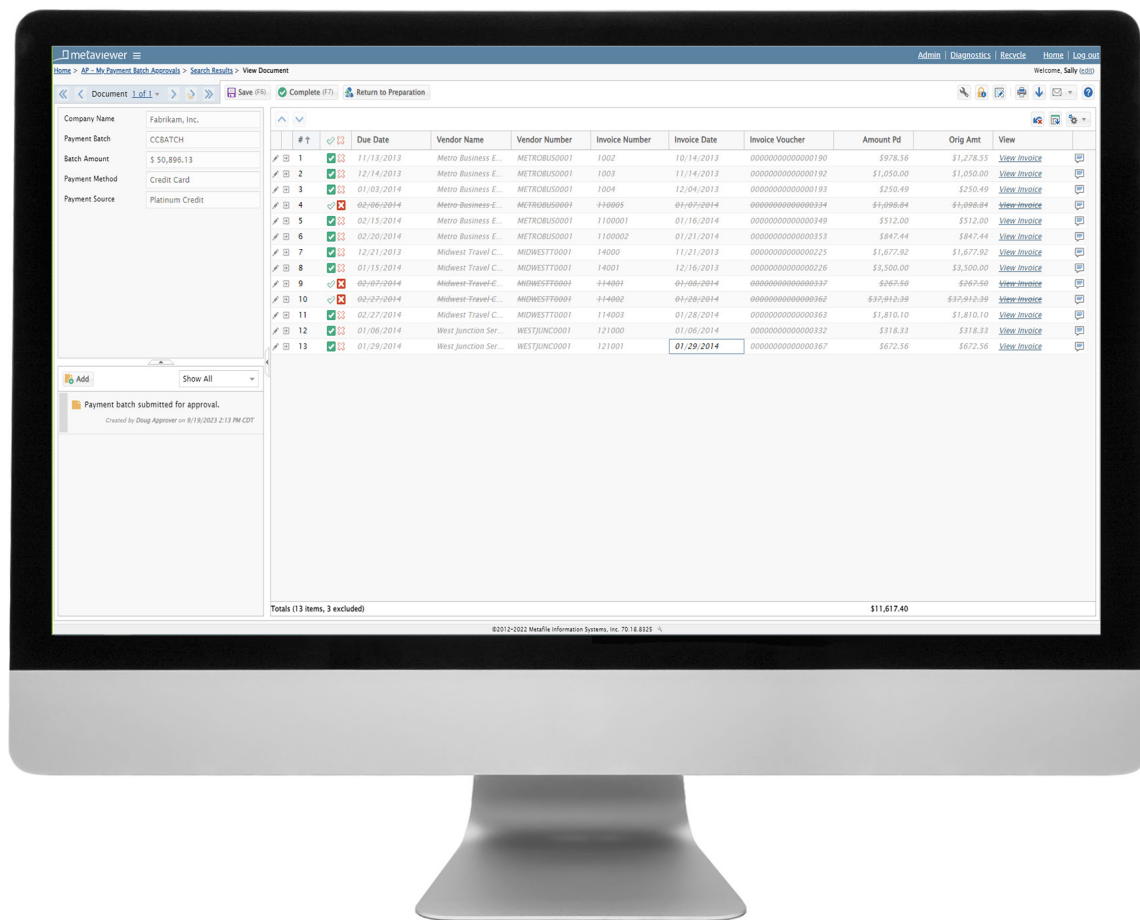 metaviewer
Admin | Diagnostics | Recycle Home | Log out
Home > AP - My Payment Batch Approvals > Search Results > View Document
Welcome, Sally (edit)
Document 1 of 1 Save (F6) Complete (F7) Return to Preparation
Company Name Fabrikam, Inc.
Payment Batch CCBATCH
Batch Amount $ 50,896.13
Payment Method Credit Card
Payment Source Platinum Credit
Add Show All
Payment batch submitted for approval.
Created by Doug Approver on 9/19/2023 2:13 PM CDT
# Due Date Vendor Name Vendor Number Invoice Number Invoice Date Invoice Voucher Amount Pd Orig Amt View
1 11/13/2013 Metro Business E... METROBUS0001 1002 10/14/2013 00000000000000190 $978.56 $1,278.55 View Invoice
2 12/14/2013 Metro Business E... METROBUS0001 1003 11/14/2013 00000000000000192 $1,050.00 $1,050.00 View Invoice
3 01/03/2014 Metro Business E... METROBUS0001 1004 12/04/2013 00000000000000193 $250.49 $250.49 View Invoice
4 02/06/2014 Metro Business E... METROBUS0001 110005 01/07/2014 00000000000000334 $1,098.84 $1,098.84 View Invoice
5 02/15/2014 Metro Business E... METROBUS0001 1100001 01/16/2014 00000000000000349 $512.00 $512.00 View Invoice
6 02/20/2014 Metro Business E... METROBUS0001 1100002 01/21/2014 00000000000000353 $847.44 $847.44 View Invoice
7 12/21/2013 Midwest Travel C... MIDWESTT0001 14000 11/21/2013 00000000000000225 $1,677.92 $1,677.92 View Invoice
8 01/15/2014 Midwest Travel C... MIDWESTT0001 14001 12/16/2013 00000000000000226 $3,500.00 $3,500.00 View Invoice
9 02/07/2014 Midwest Travel C... MIDWESTT0001 114001 01/08/2014 00000000000000337 $267.50 $267.50 View Invoice
10 02/27/2014 Midwest Travel C... MIDWESTT0001 114002 01/28/2014 00000000000000362 $37,912.39 $37,912.39 View Invoice
11 02/27/2014 Midwest Travel C... MIDWESTT0001 114003 01/28/2014 00000000000000363 $1,810.10 $1,810.10 View Invoice
12 01/06/2014 West Junction Ser... WESTJUNC0001 121000 01/06/2014 00000000000000332 $318.33 $318.33 View Invoice
13 01/29/2014 West Junction Ser... WESTJUNC0001 121001 01/29/2014 00000000000000367 $672.56 $672.56 View Invoice
Totals (13 items, 3 excluded) $11,617.40
©2012-2022 Metafile Information Systems, Inc. 70.18.8325